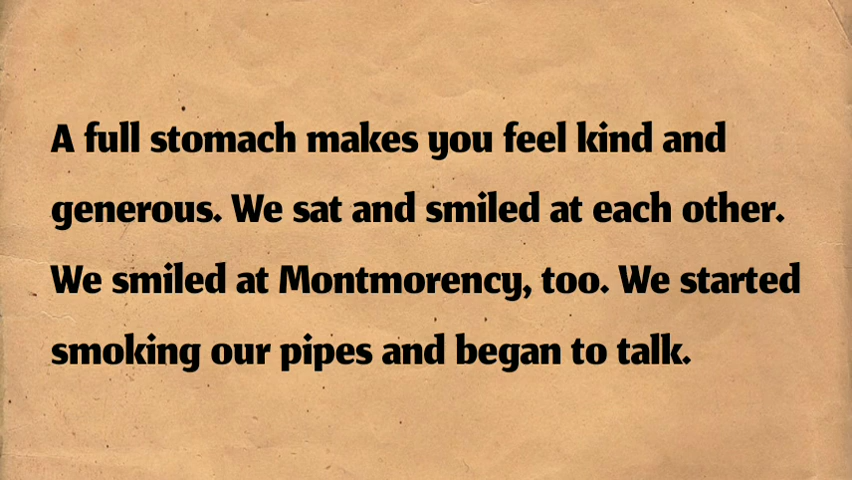 A full stomach makes you feel kind and
generous. We sat and smiled at each other.
We smiled at Montmorency, too. We started
smoking our pipes and began to talk.